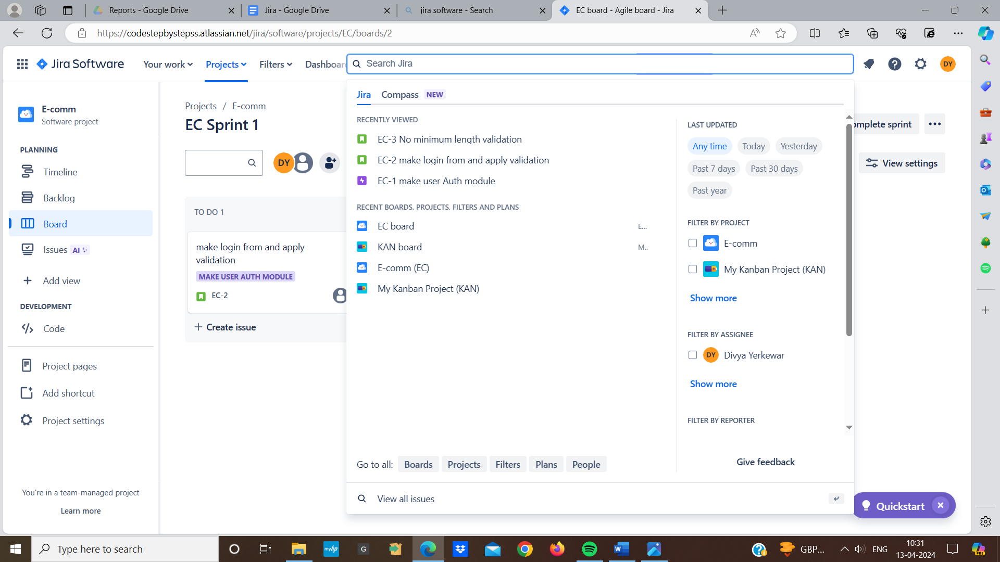 Reports - Google Drive
Jira - Google Drive
jira software - Search
EC board - Agile board - Jira
https://codestepbystepss.atlassian.net/jira/software/projects/EC/boards/2
Jira Software
Your work
Projects
Filters
Dashboar
Search Jira
DY
E-comm
Software project
PLANNING
Timeline
Backlog
Board
Issues AI
Add view
DEVELOPMENT
Code
Project pages
Add shortcut
Project settings
You're in a team-managed project
Learn more
Projects / E-comm
EC Sprint 1
DY
TO DO 1
make login from and apply
validation
MAKE USER AUTH MODULE
EC-2
+ Create issue
Jira
Compass NEW
RECENTLY VIEWED
EC-3 No minimum length validation
EC-2 make login from and apply validation
EC-1 make user Auth module
RECENT BOARDS, PROJECTS, FILTERS AND PLANS
EC board E...
KAN board M..
E-comm (EC)
My Kanban Project (KAN)
Go to all: Boards Projects Filters Plans People
View all issues
LAST UPDATED
Any time Today Yesterday
Past 7 days Past 30 days
Past year
FILTER BY PROJECT
E-comm
My Kanban Project (KAN)
Show more
FILTER BY ASSIGNEE
DY Divya Yerkewar
Show more
FILTER BY REPORTER
Give feedback
omplete sprint
View settings
Quickstart
Type here to search
myhp
G
GBP...
ENG
10:31
13-04-2024
PRE